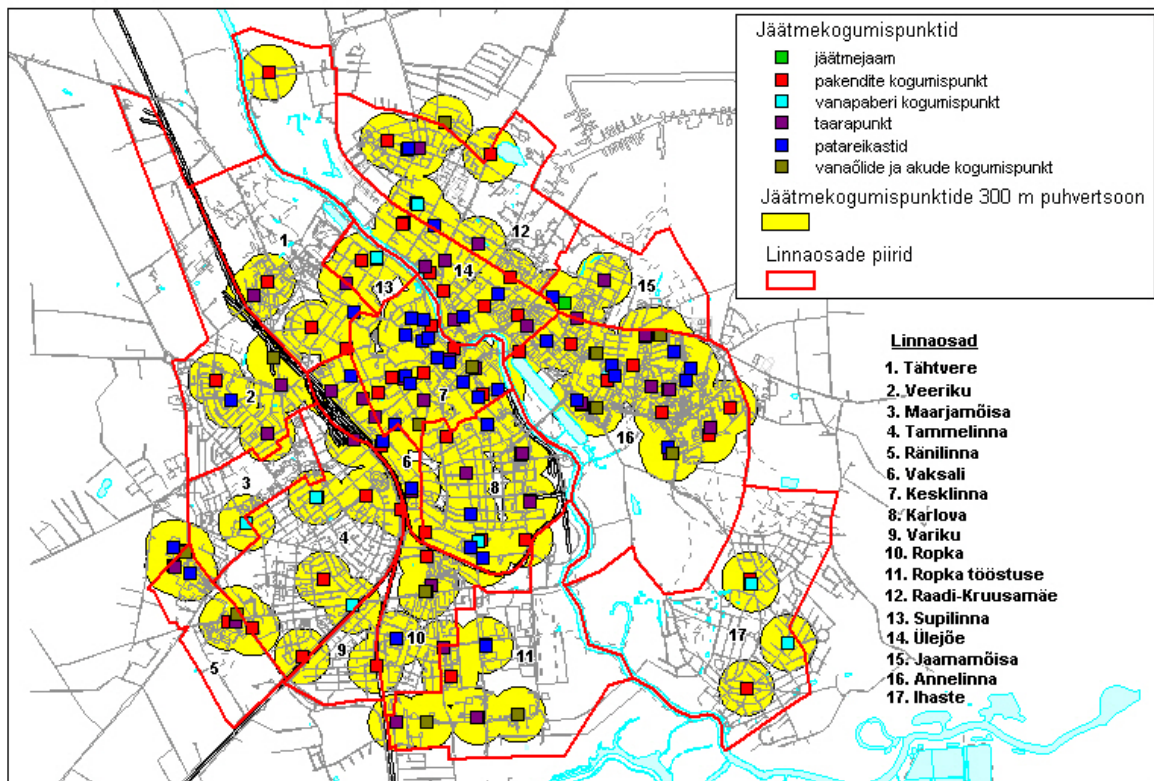 Jäätmekogumispunktid
jäätmejaam
pakendite kogumispunkt
vanapaberi kogumispunkt
taarapunkt
patareikastid
vanaõlide ja akude kogumispunkt
Jäätmekogumispunktide 300 m puhvertsoon
Linnaosade piirid
Linnaosad
1. Tähtvere
2. Veeriku
3. Maarjamõisa
4. Tammelinna
5. Ränilinna
6. Vaksali
7. Kesklinna
8. Karlova
9. Variku
10. Ropka
11. Ropka tööstuse
12. Raadi-Kruusamäe
13. Supilinna
14. Ülejõe
15. Jaamamõisa
16. Annelinna
17. Ihaste
1
12
14
13
15
2
7
16
6
3
8
4
10
9
11
5
17